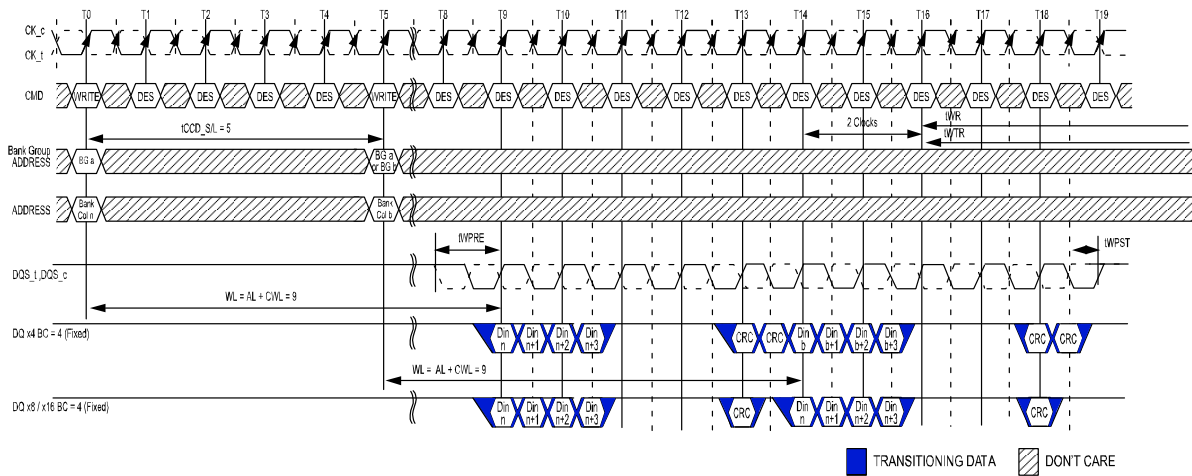 T0 T1 T2 T3 T4 T5 T8 T9 T10 T11 T12 T13 T14 T15 T16 T17 T18 T19
CK_c
CK_t
CMD WRITE DES DES DES DES WRITE DES DES DES DES DES DES DES DES DES DES DES DES
tCCD_S/L = 5
2 Clocks
tWR
tWTR
Bank Group
ADDRESS
BG a
BG a
or BG b
ADDRESS
Bank
Col n
Bank
Col b
tWPRE
tWPST
DQS_t ,DQS_c
WL = AL + CWL = 9
DQ x4 BC = 4 (Fixed)
Din
n
Din
n+1
Din
n+2
Din
n+3
CRC
CRC
Din
b
Din
b+1
Din
b+2
Din
b+3
CRC
CRC
WL = AL + CWL = 9
DQ x8 / x16 BC = 4 (Fixed)
Din
n
Din
n+1
Din
n+2
Din
n+3
CRC
Din
n
Din
n+1
Din
n+2
Din
n+3
CRC
TRANSITIONING DATA
DON'T CARE